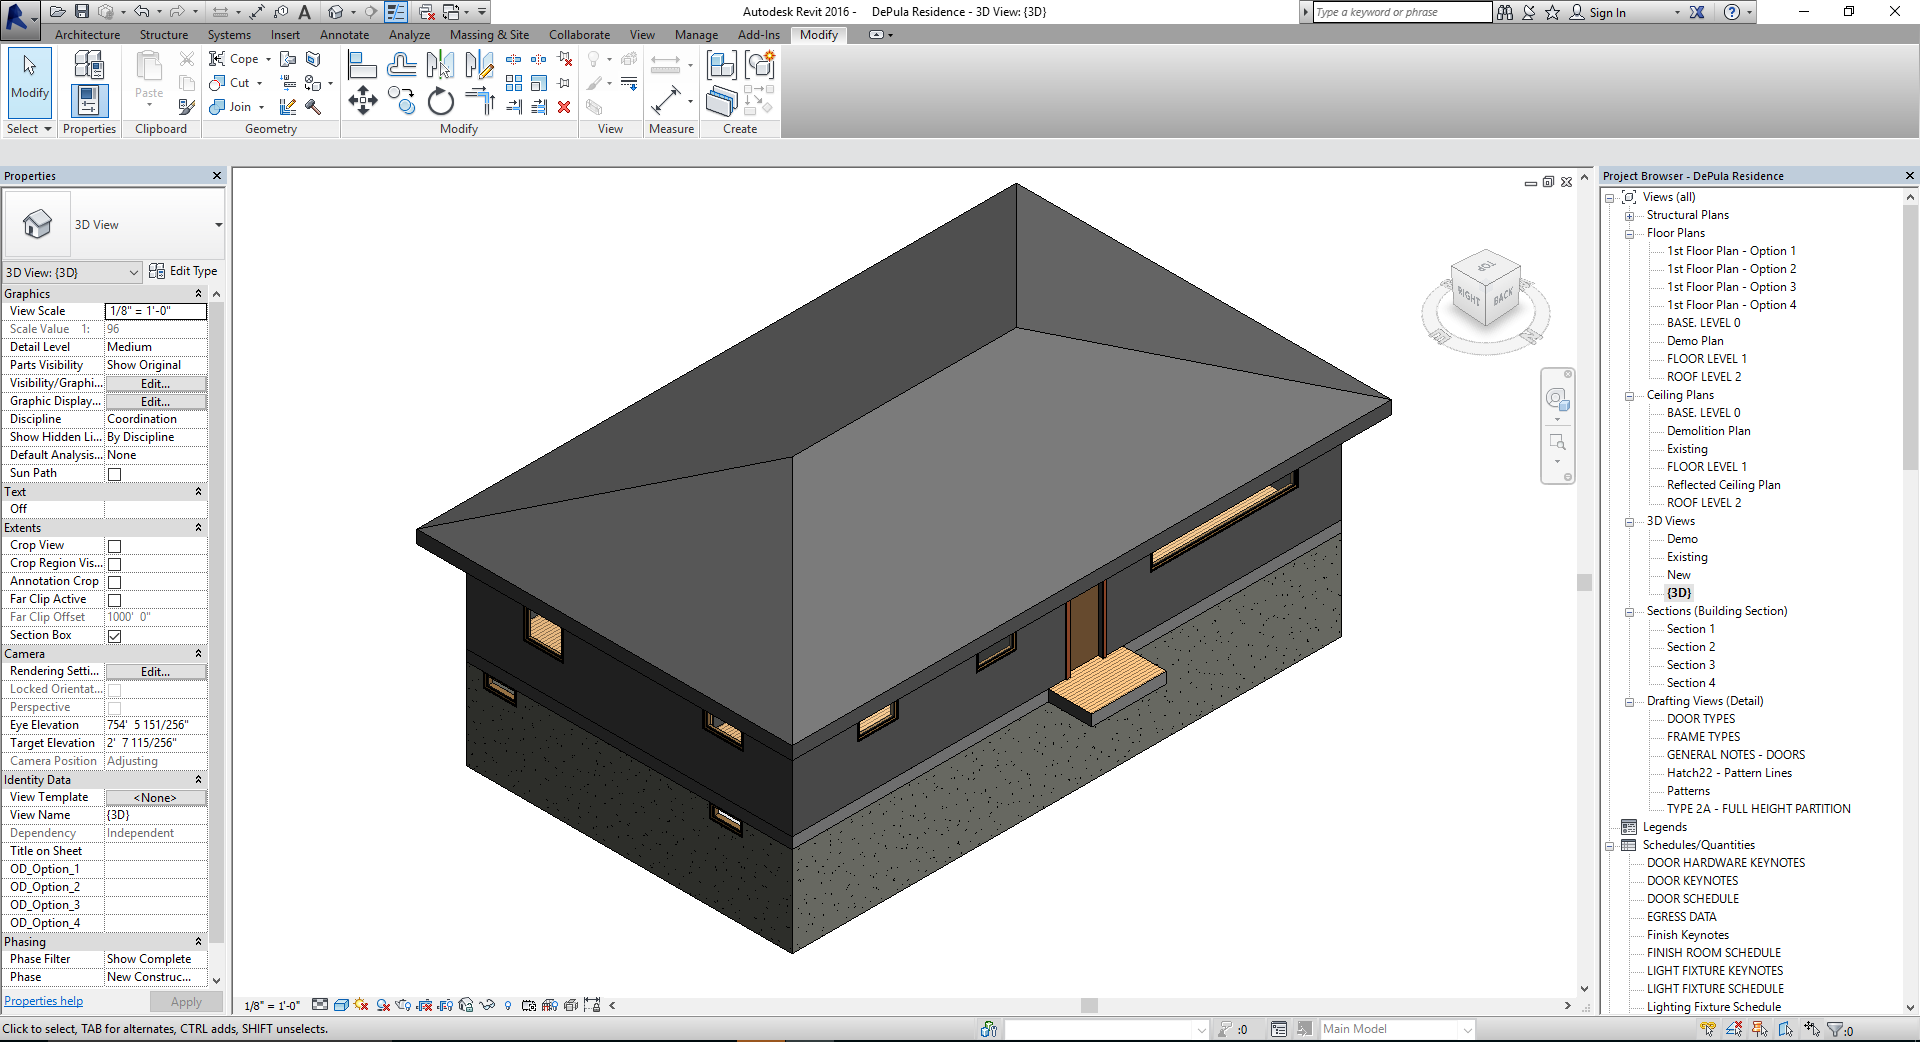 Autodesk Revit 2016 - DePula Residence - 3D View: {3D}
Type a keyword or phrase
Sign In
Architecture Structure Systems Insert Annotate Analyze Massing & Site Collaborate View Manage Add-Ins Modify
Modify
Paste
Cope
Cut
Join
Select Properties Clipboard Geometry Modify View Measure Create
Properties
3D View
3D View: {3D} Edit Type
Graphics
View Scale 1/8" = 1'-0"
Scale Value 1: 96
Detail Level Medium
Parts Visibility Show Original
Visibility/Graphi... Edit...
Graphic Display... Edit...
Discipline Coordination
Show Hidden Li... By Discipline
Default Analysis... None
Sun Path
Text
Off
Extents
Crop View
Crop Region Vis...
Annotation Crop
Far Clip Active
Far Clip Offset 1000' 0"
Section Box
Camera
Rendering Setti... Edit...
Locked Orientat...
Perspective
Eye Elevation 754' 5 151/256"
Target Elevation 2' 7 115/256"
Camera Position Adjusting
Identity Data
View Template <None>
View Name {3D}
Dependency Independent
Title on Sheet
OD_Option_1
OD_Option_2
OD_Option_3
OD_Option_4
Phasing
Phase Filter Show Complete
Phase New Construc...
Properties help Apply
TOP
RIGHT BACK
1/8" = 1'-0"
Project Browser - DePula Residence
Views (all)
Structural Plans
Floor Plans
1st Floor Plan - Option 1
1st Floor Plan - Option 2
1st Floor Plan - Option 3
1st Floor Plan - Option 4
BASE. LEVEL 0
Demo Plan
FLOOR LEVEL 1
ROOF LEVEL 2
Ceiling Plans
BASE. LEVEL 0
Demolition Plan
Existing
FLOOR LEVEL 1
Reflected Ceiling Plan
ROOF LEVEL 2
3D Views
Demo
Existing
New
{3D}
Sections (Building Section)
Section 1
Section 2
Section 3
Section 4
Drafting Views (Detail)
DOOR TYPES
FRAME TYPES
GENERAL NOTES - DOORS
Hatch22 - Pattern Lines
Patterns
TYPE 2A - FULL HEIGHT PARTITION
Legends
Schedules/Quantities
DOOR HARDWARE KEYNOTES
DOOR KEYNOTES
DOOR SCHEDULE
EGRESS DATA
Finish Keynotes
FINISH ROOM SCHEDULE
LIGHT FIXTURE KEYNOTES
LIGHT FIXTURE SCHEDULE
Lighting Fixture Schedule
Click to select, TAB for alternates, CTRL adds, SHIFT unselects. :0 Main Model :0